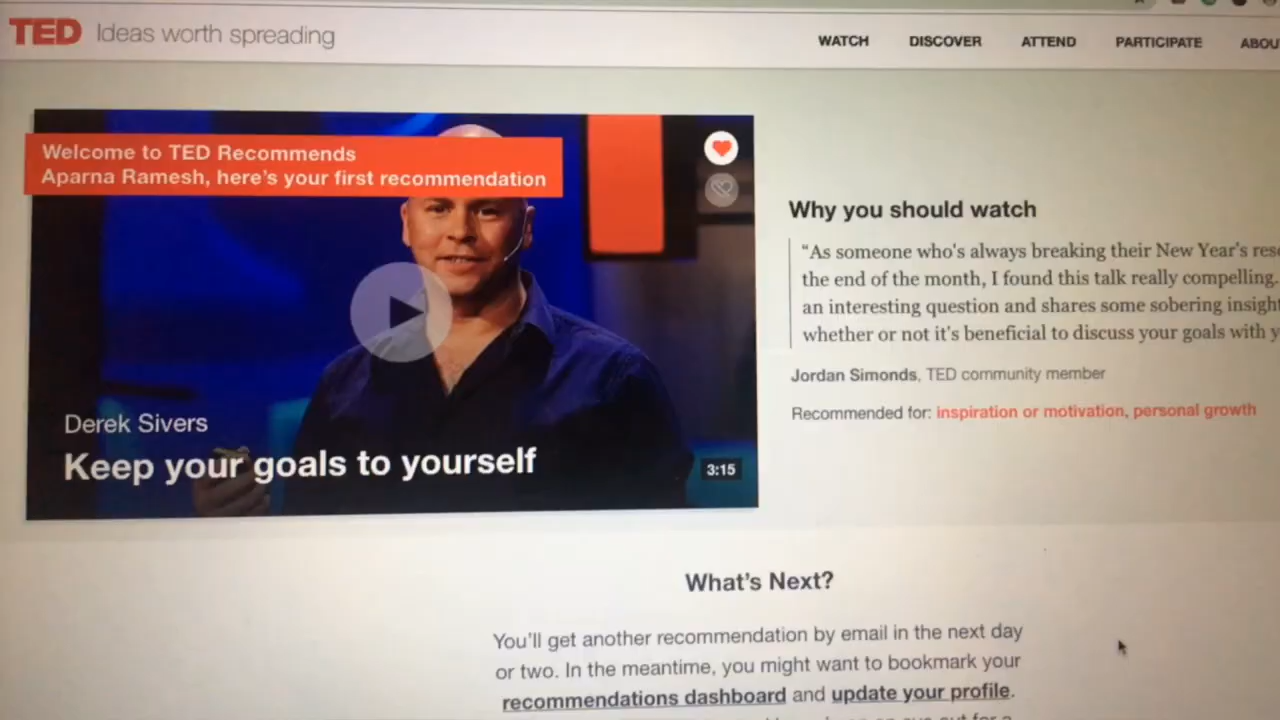 TED Ideas worth spreading
WATCH DISCOVER ATTEND PARTICIPATE
Welcome to TED Recommends
Aparna Ramesh, here's your first recommendation
Derek Sivers
Keep your goals to yourself
3:15
Why you should watch
“As someone who's always breaking their New Year's
the end of the month, I found this talk really compelling.
an interesting question and shares some sobering
whether or not it's beneficial to discuss your goals with
Jordan Simonds, TED community member
Recommended for: inspiration or motivation, personal growth
What's Next?
You'll get another recommendation by email in the next day
or two. In the meantime, you might want to bookmark your
recommendations dashboard and update your profile.